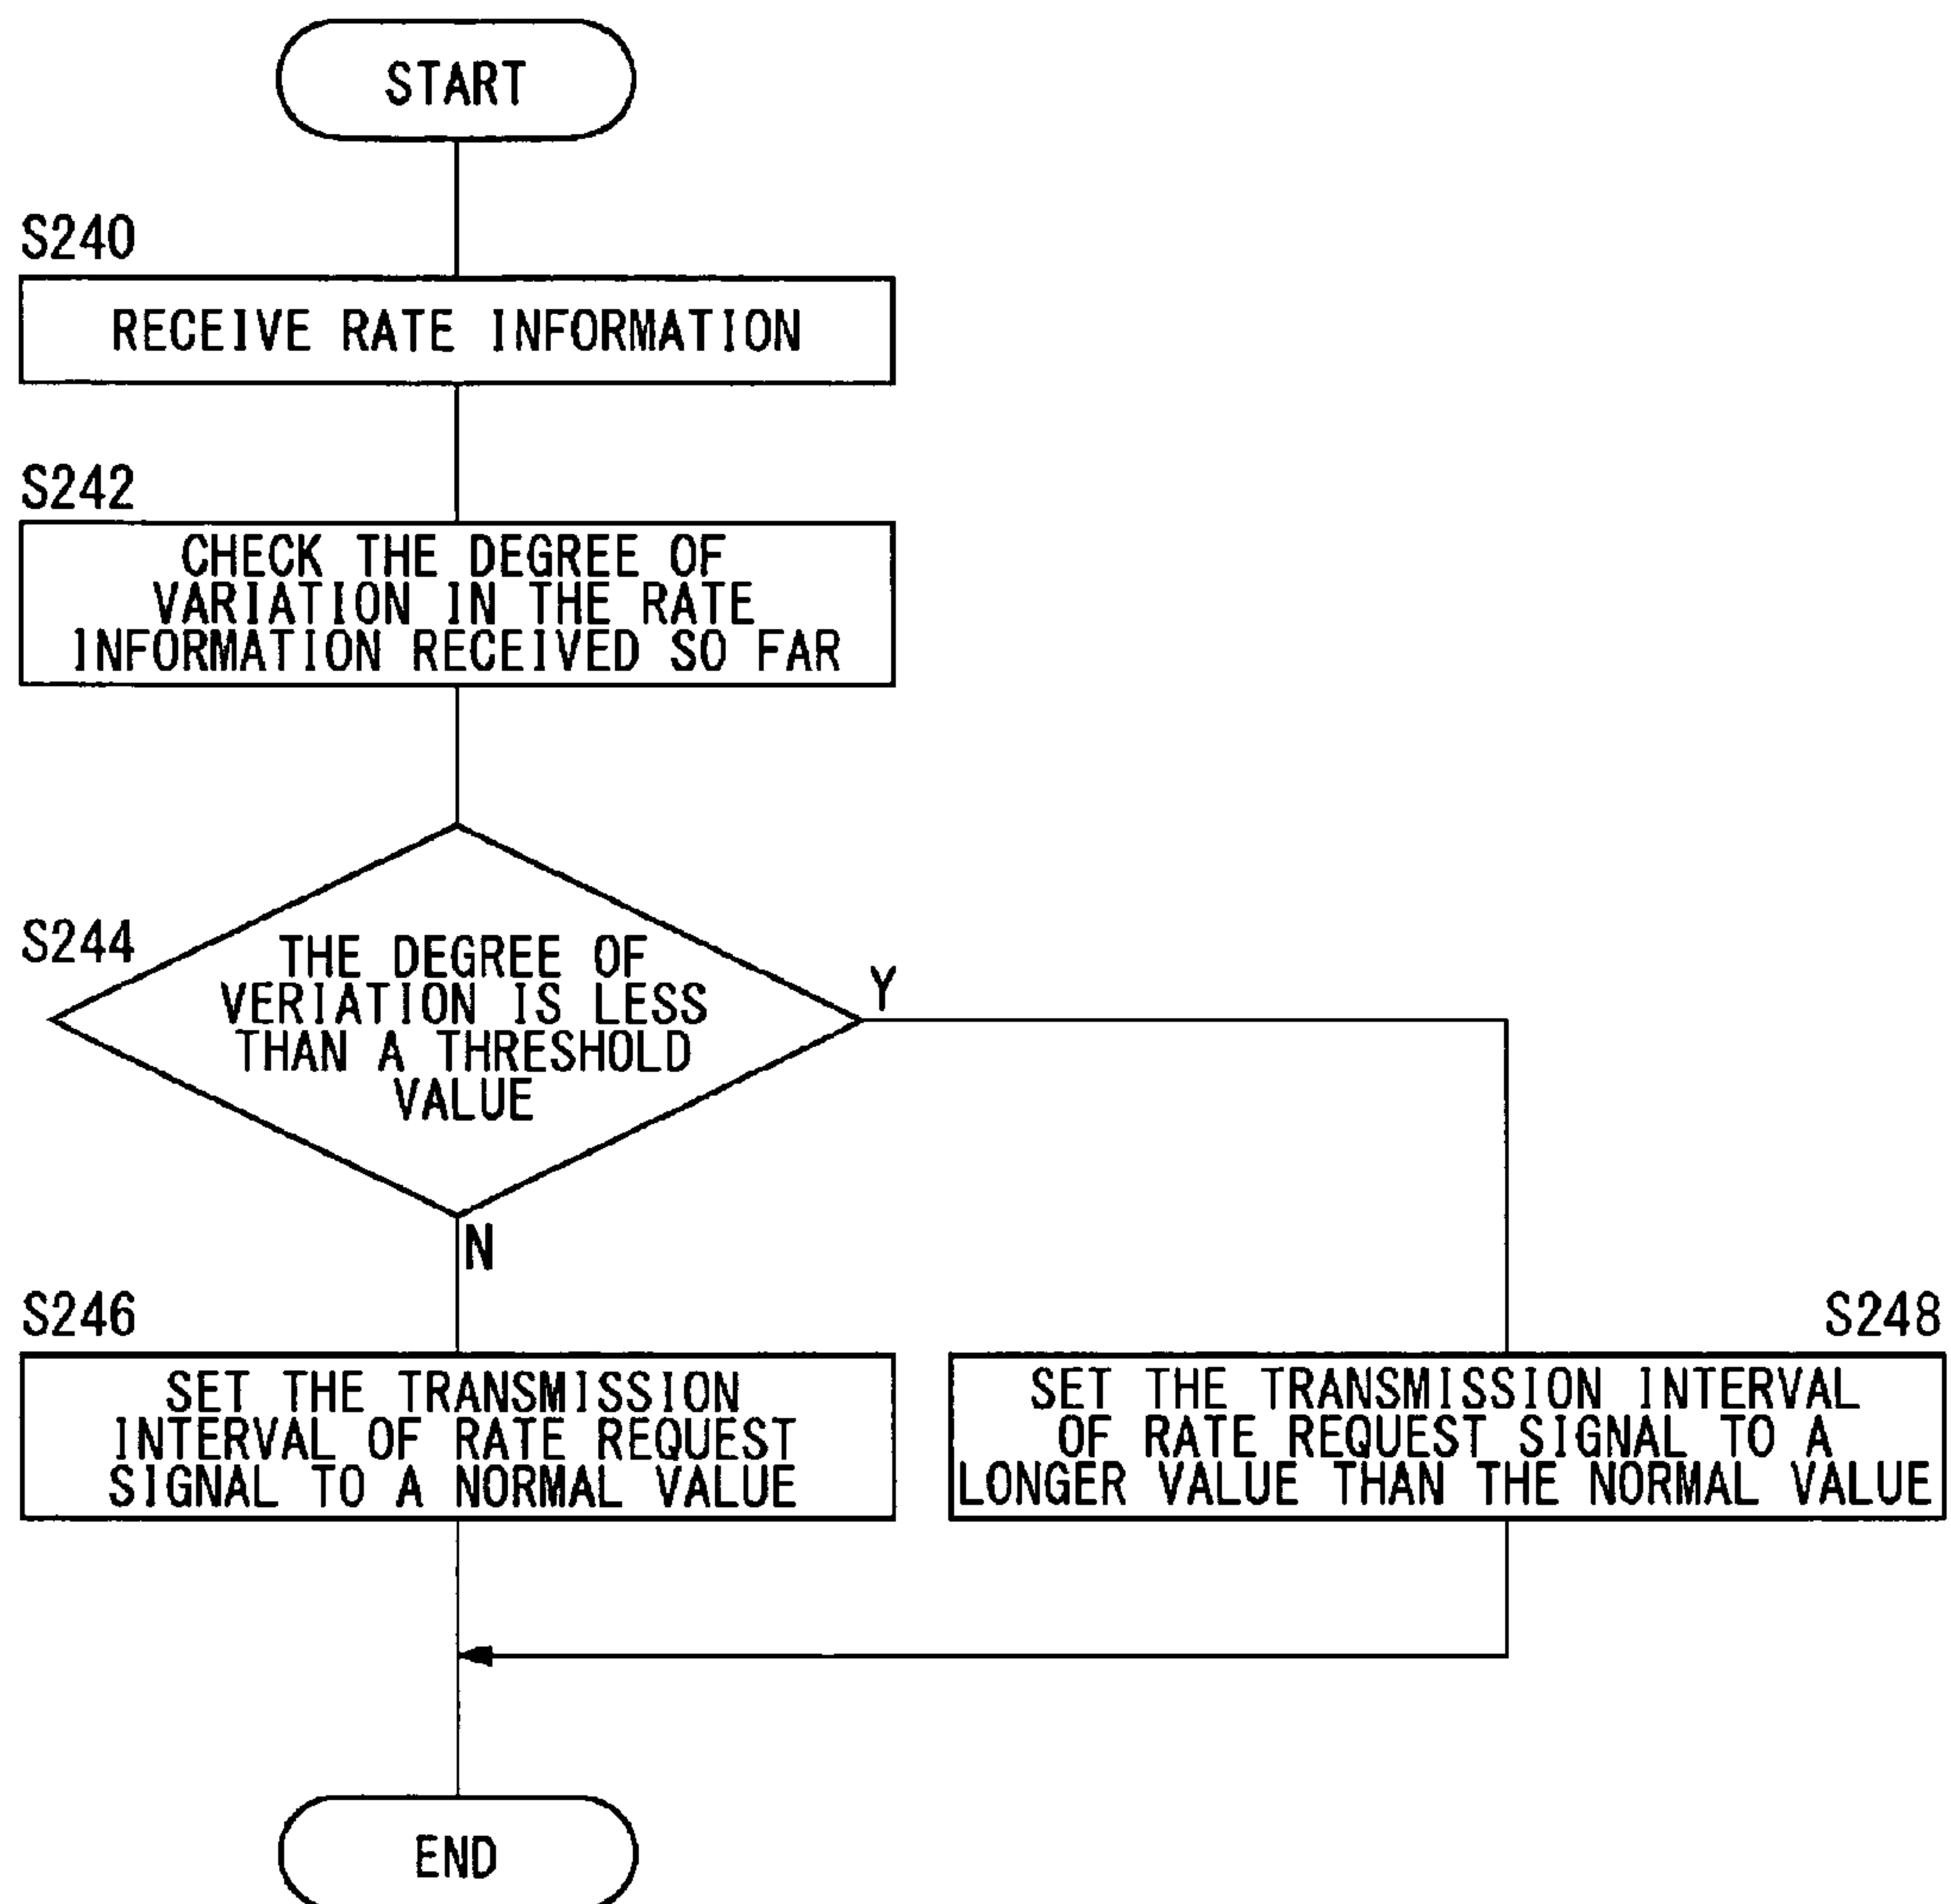 START
S240
RECEIVE RATE INFORMATION
S242
CHECK THE DEGREE OF
VARIATION IN THE RATE
INFORMATION RECEIVED SO FAR
S244
THE DEGREE OF
VERIATION IS LESS
THAN A THRESHOLD
VALUE
Y
N
S246
SET THE TRANSMISSION
INTERVAL OF RATE REQUEST
SIGNAL TO A NORMAL VALUE
S248
SET THE TRANSMISSION INTERVAL
OF RATE REQUEST SIGNAL TO A
LONGER VALUE THAN THE NORMAL VALUE
END